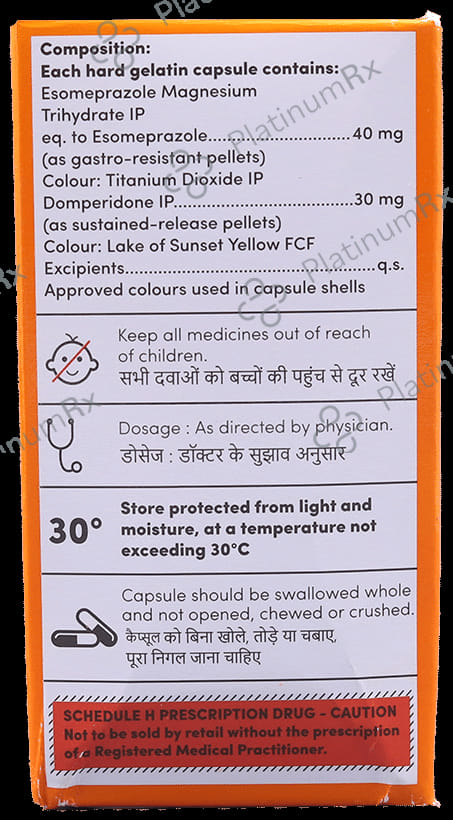 Composition:
Each hard gelatin capsule contains:
Esomeprazole Magnesium
Trihydrate IP
eq. to Esomeprazole..........................40 mg
(as gastro-resistant pellets)
Colour: Titanium Dioxide IP
Domperidone IP.................................30 mg
(as sustained-release pellets)
Colour: Lake of Sunset Yellow FCF
Excipients..............................................q.s.
Approved colours used in capsule shells
Keep all medicines out of reach
of children.
सभी दवाओं को बच्चों की पहुंच से दूर रखें
Dosage : As directed by physician.
डोसेज : डॉक्टर के सुझाव अनुसार
30°
Store protected from light and
moisture, at a temperature not
exceeding 30°C
Capsule should be swallowed whole
and not opened, chewed or crushed.
कैप्सूल को बिना खोले, तोड़े या चबाए,
पूरा निगल जाना चाहिए
SCHEDULE H PRESCRIPTION DRUG - CAUTION
Not to be sold by retail without the prescription
of a Registered Medical Practitioner.
PlatinumRx
PlatinumRx
PlatinumRx